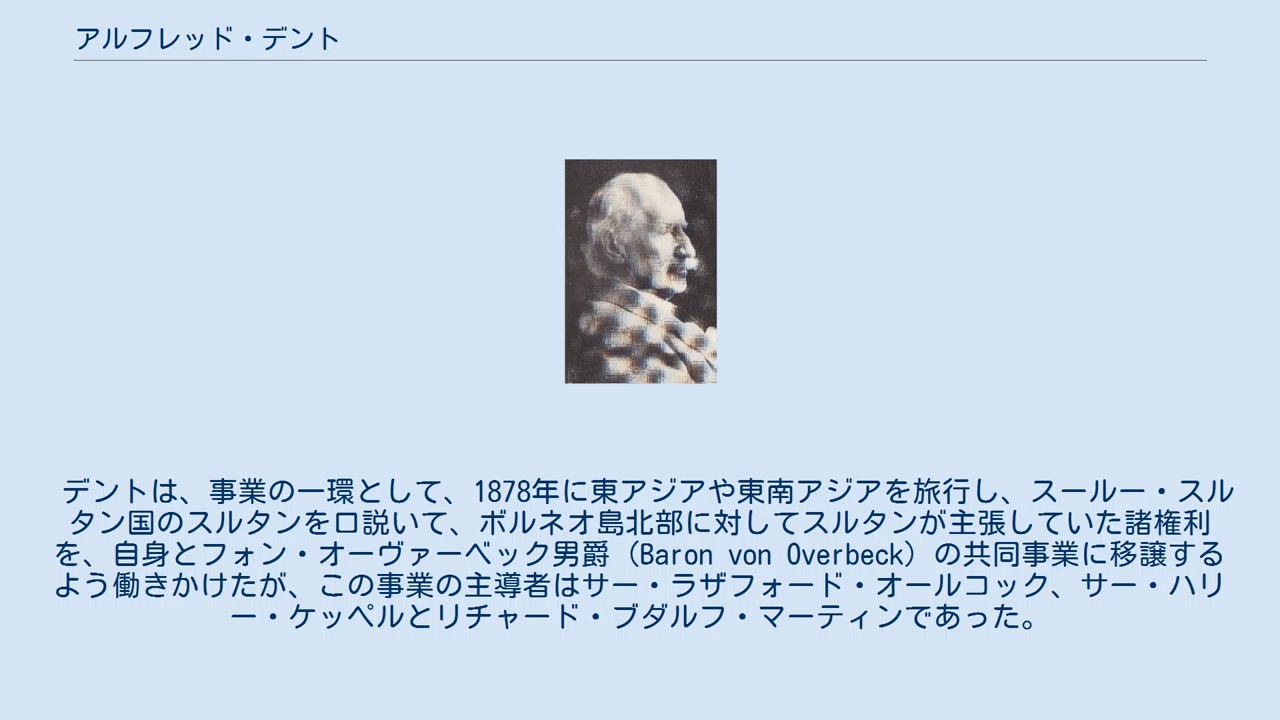 アルフレッド・デント
デントは、事業の一環として、1878年に東アジアや東南アジアを旅行し、スールー・スル
タン国のスルタンを口説いて、ボルネオ島北部に対してスルタンが主張していた諸権利
を、自身とフォン・オーヴァーベック男爵（Baron von Overbeck）の共同事業に移譲する
よう働きかけたが、この事業の主導者はサー・ラザフォード・オールコック、サー・ハリ
ー・ケッペルとリチャード・ブダルフ・マーティンであった。